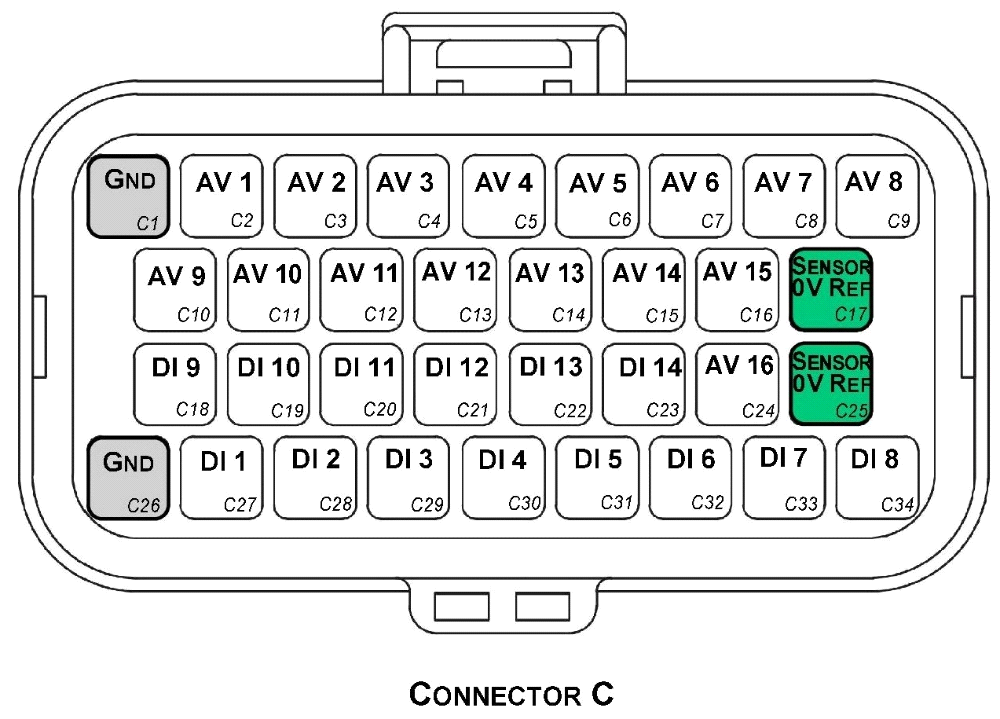 GND AV 1 AV 2 AV 3 AV 4 AV 5 AV 6 AV 7 AV 8
C1 C2 C3 C4 C5 C6 C7 C8 C9
AV 9 AV 10 AV 11 AV 12 AV 13 AV 14 AV 15 SENSOR
0V REF
C10 C11 C12 C13 C14 C15 C16 C17
DI 9 DI 10 DI 11 DI 12 DI 13 DI 14 AV 16 SENSOR
0V REF
C18 C19 C20 C21 C22 C23 C24 C25
GND DI 1 DI 2 DI 3 DI 4 DI 5 DI 6 DI 7 DI 8
C26 C27 C28 C29 C30 C31 C32 C33 C34
CONNECTOR C